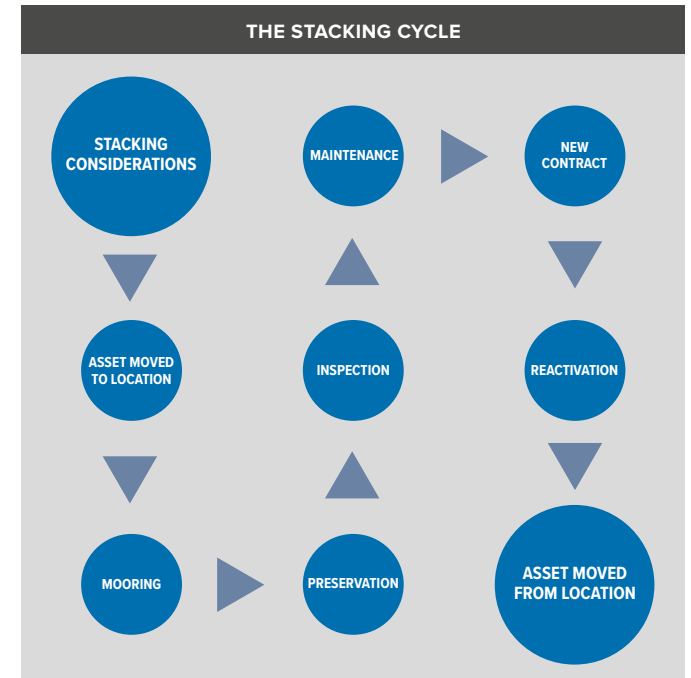 THE STACKING CYCLE
STACKING
CONSIDERATIONS
ASSET MOVED
TO LOCATION
MOORING
PRESERVATION
INSPECTION
MAINTENANCE
NEW
CONTRACT
REACTIVATION
ASSET MOVED
FROM LOCATION